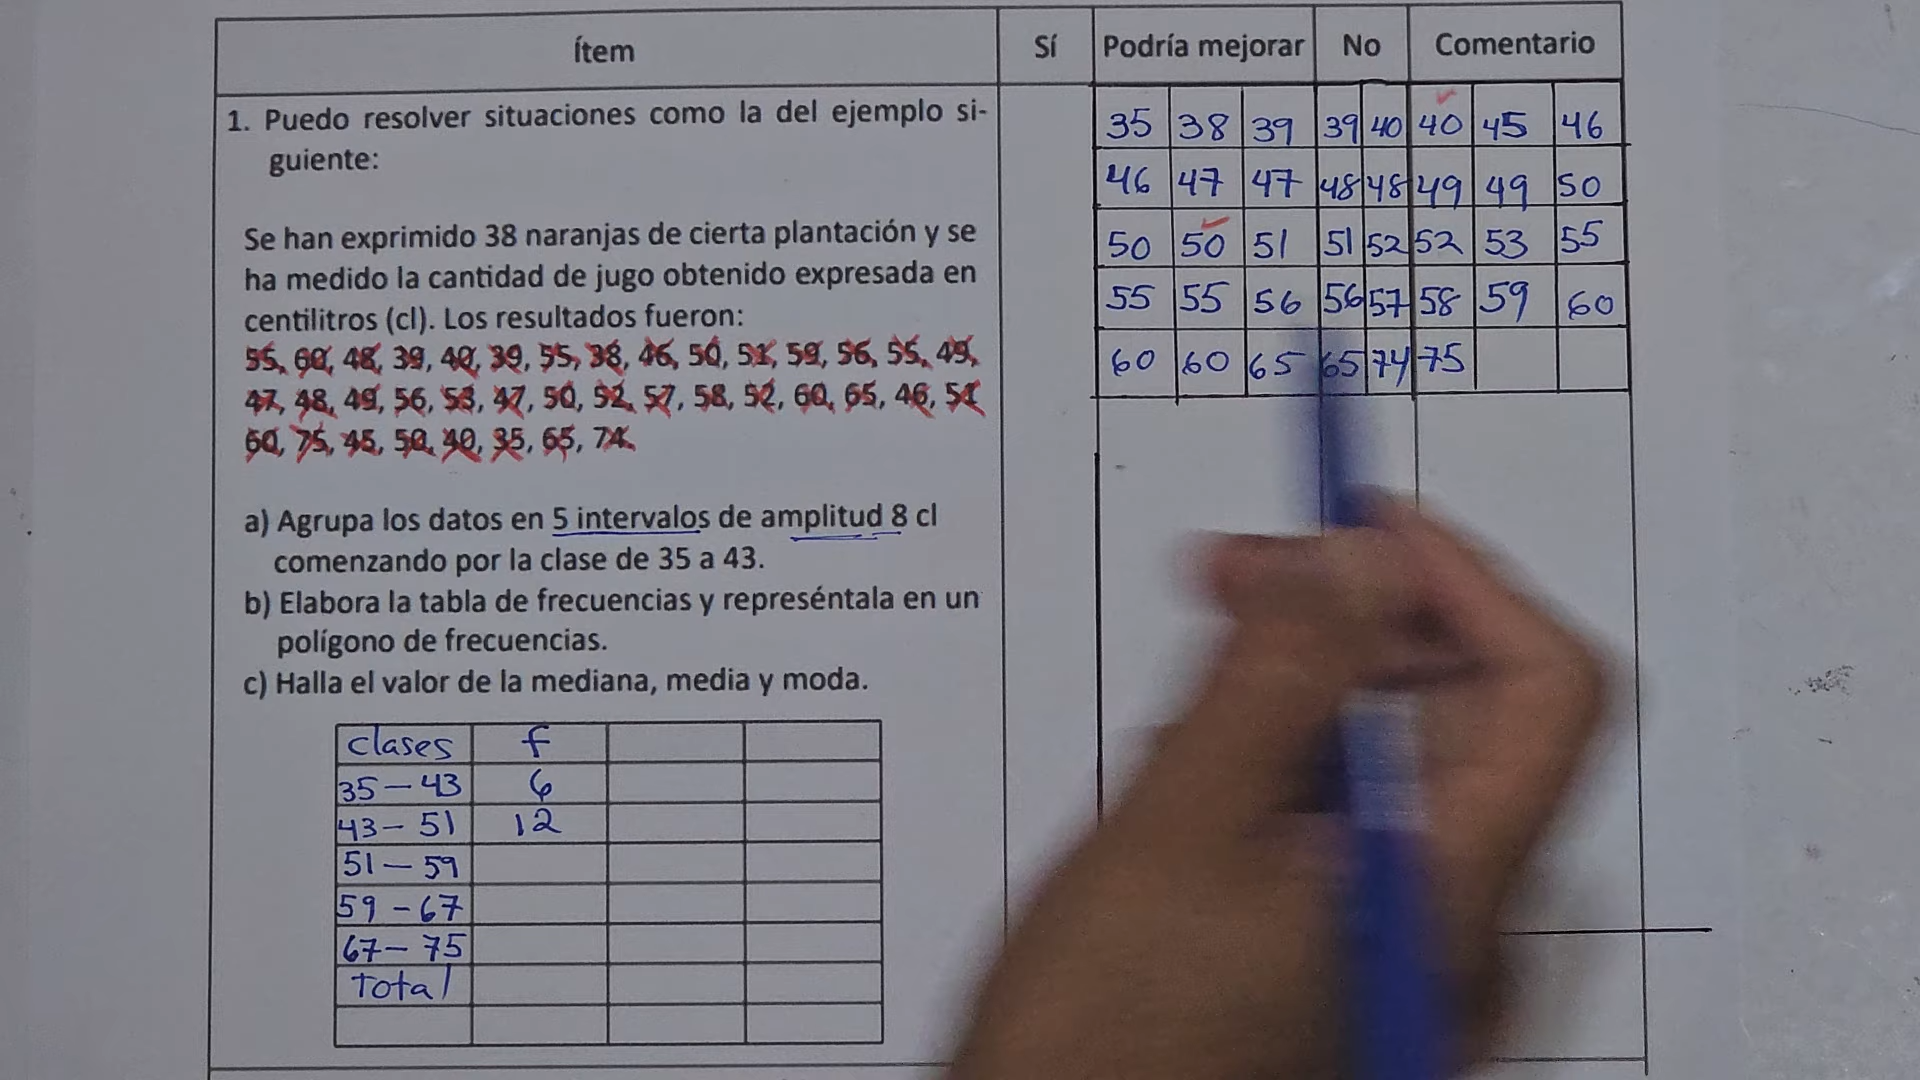 Ítem Sí Podría mejorar No Comentario
1. Puedo resolver situaciones como la del ejemplo si-
guiente:
Se han exprimido 38 naranjas de cierta plantación y se
ha medido la cantidad de jugo obtenido expresada en
centilitros (cl). Los resultados fueron:
55, 60, 48, 39, 40, 39, 55, 38, 46, 50, 51, 59, 56, 55, 49,
47, 48, 49, 56, 53, 47, 50, 52, 57, 58, 52, 60, 65, 46, 51
60, 75, 45, 50, 40, 35, 65, 74.
a) Agrupa los datos en 5 intervalos de amplitud 8 cl
comenzando por la clase de 35 a 43.
b) Elabora la tabla de frecuencias y represéntala en un
polígono de frecuencias.
c) Halla el valor de la mediana, media y moda.
clases f
35 - 43 6
43 - 51 12
51 - 59
59 - 67
67 - 75
Total
35 38 39 39 40 40 45 46
46 47 47 48 48 49 49 50
50 50 51 51 52 52 53 55
55 55 56 56 57 58 59 60
60 60 65 65 74 75